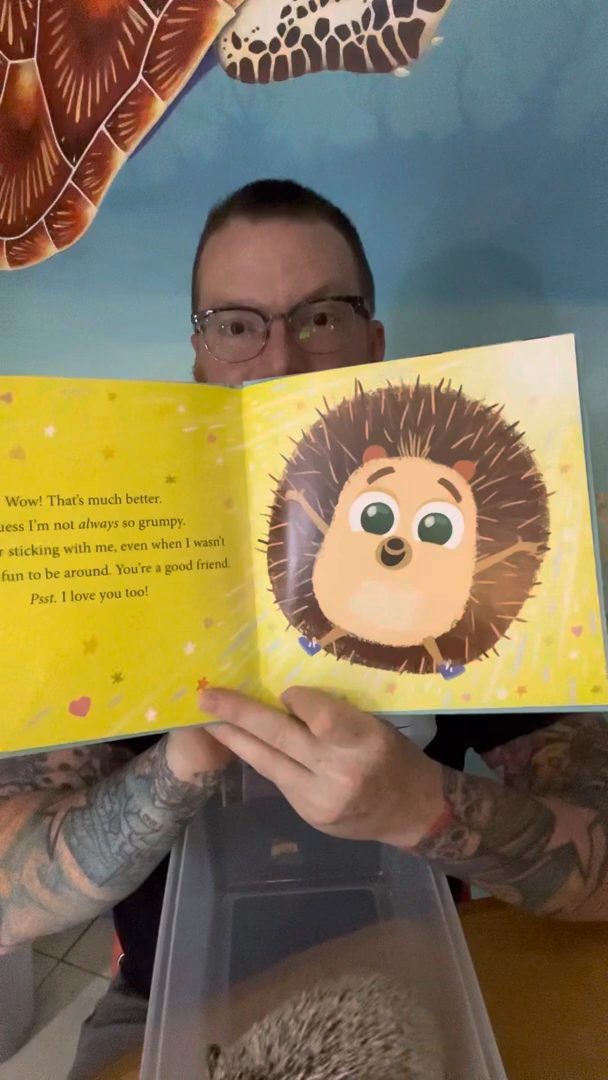 Wow! That's much better.
uess I'm not always so grumpy.
r sticking with me, even when I wasn't
fun to be around. You're a good friend.
Psst. I love you too!